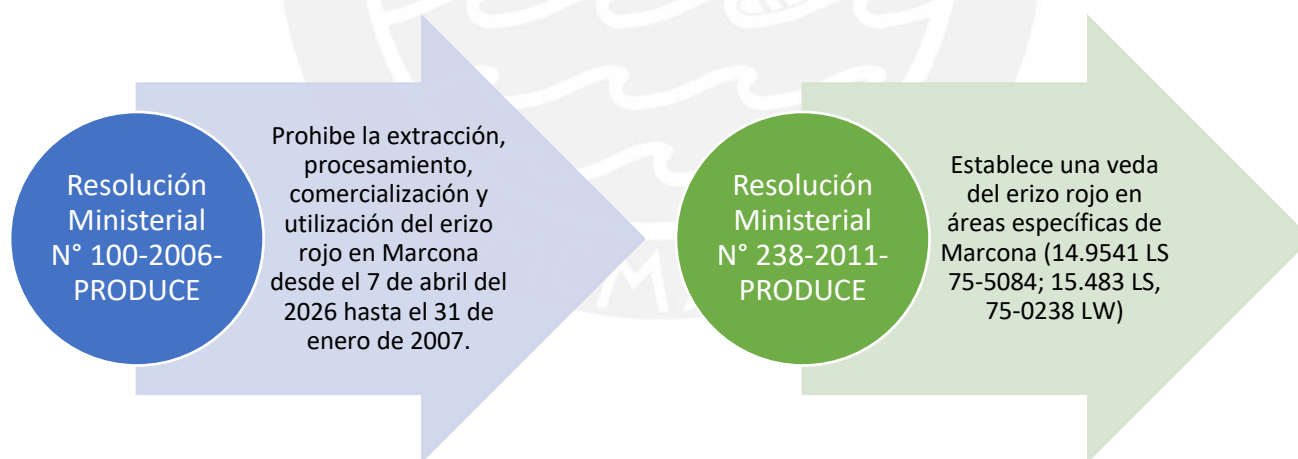 Resolución
Ministerial
N° 100-2006-
PRODUCE
Prohibe la extracción,
procesamiento,
comercialización y
utilización del erizo
rojo en Marcona
desde el 7 de abril del
2026 hasta el 31 de
enero de 2007.
Resolución
Ministerial
N° 238-2011-
PRODUCE
Establece una veda
del erizo rojo en
áreas específicas de
Marcona (14.9541 LS
75-5084; 15.483 LS,
75-0238 LW)